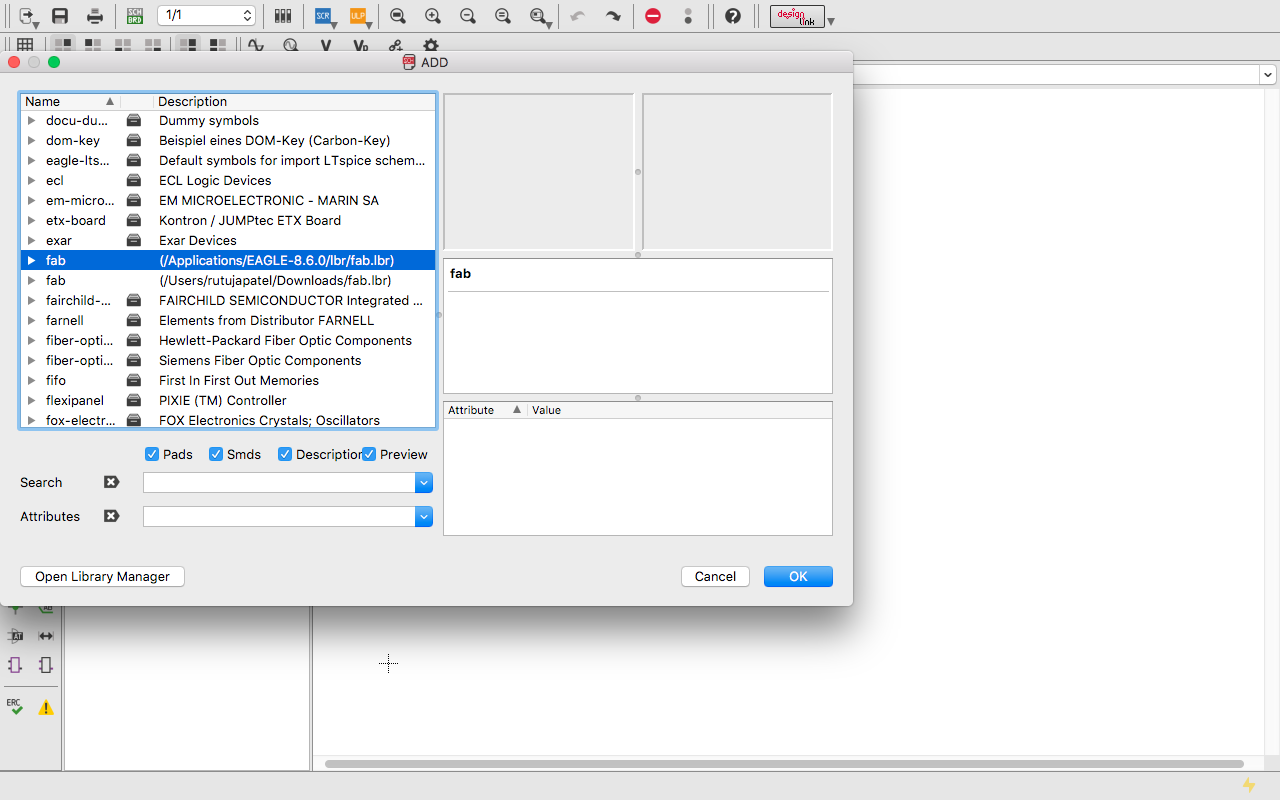 SCH
BRD
1/1
SCR
ULP
design
link
ADD
Name
Description
docu-du...
Dummy symbols
dom-key
Beispiel eines DOM-Key (Carbon-Key)
eagle-lts...
Default symbols for import LTspice schem...
ecl
ECL Logic Devices
em-micro...
EM MICROELECTRONIC - MARIN SA
etx-board
Kontron / JUMPtec ETX Board
exar
Exar Devices
fab
(/Applications/EAGLE-8.6.0/lbr/fab.lbr)
fab
(/Users/rutujapatel/Downloads/fab.lbr)
fairchild-...
FAIRCHILD SEMICONDUCTOR Integrated ...
farnell
Elements from Distributor FARNELL
fiber-opti...
Hewlett-Packard Fiber Optic Components
fiber-opti...
Siemens Fiber Optic Components
fifo
First In First Out Memories
flexipanel
PIXIE (TM) Controller
fox-electr...
FOX Electronics Crystals; Oscillators
fab
Attribute
Value
Pads
Smds
Description
Preview
Search
Attributes
Open Library Manager
Cancel
OK
ERC